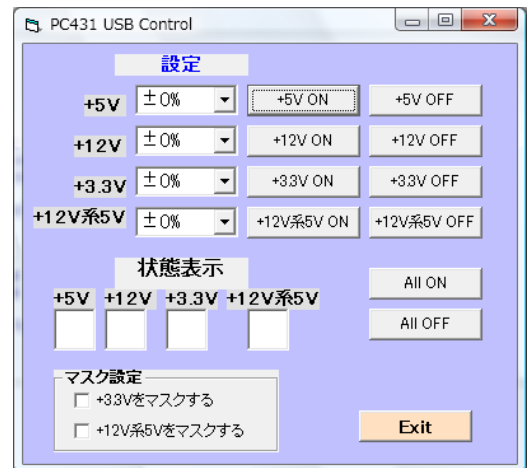 PC431 USB Control
設定
+5V ±0% +5V ON +5V OFF
+12V ±0% +12V ON +12V OFF
+3.3V ±0% +3.3V ON +3.3V OFF
+12V系5V ±0% +12V系5V ON +12V系5V OFF
状態表示
All ON
+5V +12V +3.3V +12V系5V
All OFF
マスク設定
+3.3Vをマスクする
+12V系5Vをマスクする
Exit